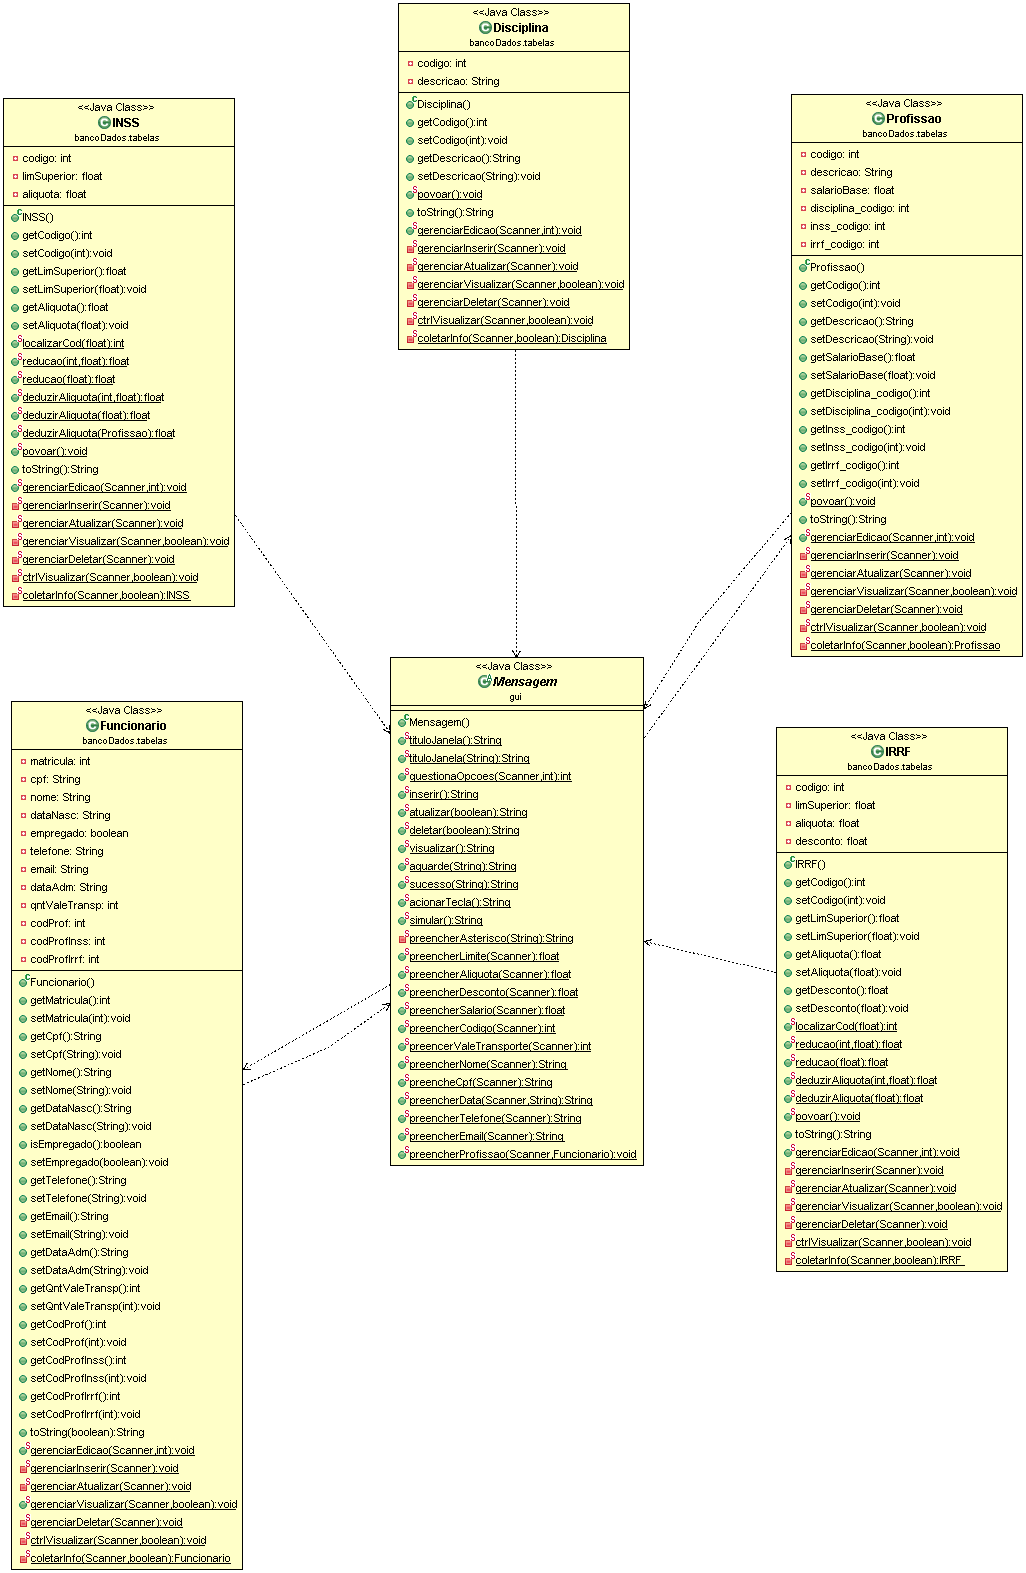 <<Java Class>>
Disciplina
bancoDados.tabelas
codigo: int
descricao: String
Disciplina()
getCodigo():int
setCodigo(int):void
getDescricao():String
setDescricao(String):void
povoar():void
toString():String
gerenciarEdicao(Scanner,int):void
gerenciarInserir(Scanner):void
gerenciarAtualizar(Scanner):void
gerenciarVisualizar(Scanner,boolean):void
gerenciarDeletar(Scanner):void
ctrlVisualizar(Scanner,boolean):void
coletarInfo(Scanner,boolean):Disciplina
<<Java Class>>
INSS
bancoDados.tabelas
codigo: int
limSuperior: float
aliquota: float
INSS()
getCodigo():int
setCodigo(int):void
getLimSuperior():float
setLimSuperior(float):void
getAliquota():float
setAliquota(float):void
localizarCod(float):int
reducao(int,float):float
reducao(float):float
deduzirAliquota(int,float):float
deduzirAliquota(float):float
deduzirAliquota(Profissao):float
povoar():void
toString():String
gerenciarEdicao(Scanner,int):void
gerenciarInserir(Scanner):void
gerenciarAtualizar(Scanner):void
gerenciarVisualizar(Scanner,boolean):void
gerenciarDeletar(Scanner):void
ctrlVisualizar(Scanner,boolean):void
coletarInfo(Scanner,boolean):INSS
<<Java Class>>
Profissao
bancoDados.tabelas
codigo: int
descricao: String
salarioBase: float
disciplina_codigo: int
inss_codigo: int
irrf_codigo: int
Profissao()
getCodigo():int
setCodigo(int):void
getDescricao():String
setDescricao(String):void
getSalarioBase():float
setSalarioBase(float):void
getDisciplina_codigo():int
setDisciplina_codigo(int):void
getInss_codigo():int
setInss_codigo(int):void
getIrrf_codigo():int
setIrrf_codigo(int):void
povoar():void
toString():String
gerenciarEdicao(Scanner,int):void
gerenciarInserir(Scanner):void
gerenciarAtualizar(Scanner):void
gerenciarVisualizar(Scanner,boolean):void
gerenciarDeletar(Scanner):void
ctrlVisualizar(Scanner,boolean):void
coletarInfo(Scanner,boolean):Profissao
<<Java Class>>
Mensagem
gui
Mensagem()
tituloJanela():String
tituloJanela(String):String
questionaOpcoes(Scanner,int):int
inserir():String
atualizar(boolean):String
deletar(boolean):String
visualizar():String
aguarde(String):String
sucesso(String):String
acionarTecla():String
simular():String
preencherAsterisco(String):String
preencherLimite(Scanner):float
preencherAliquota(Scanner):float
preencherDesconto(Scanner):float
preencherSalario(Scanner):float
preencherCodigo(Scanner):int
preencerValeTransporte(Scanner):int
preencherNome(Scanner):String
preencheCpf(Scanner):String
preencherData(Scanner,String):String
preencherTelefone(Scanner):String
preencherEmail(Scanner):String
preencherProfissao(Scanner,Funcionario):void
<<Java Class>>
Funcionario
bancoDados.tabelas
matricula: int
cpf: String
nome: String
dataNasc: String
empregado: boolean
telefone: String
email: String
dataAdm: String
qntValeTransp: int
codProf: int
codProfInss: int
codProfIrrf: int
Funcionario()
getMatricula():int
setMatricula(int):void
getCpf():String
setCpf(String):void
getNome():String
setNome(String):void
getDataNasc():String
setDataNasc(String):void
isEmpregado():boolean
setEmpregado(boolean):void
getTelefone():String
setTelefone(String):void
getEmail():String
setEmail(String):void
getDataAdm():String
setDataAdm(String):void
getQntValeTransp():int
setQntValeTransp(int):void
getCodProf():int
setCodProf(int):void
getCodProfInss():int
setCodProfInss(int):void
getCodProfIrrf():int
setCodProfIrrf(int):void
toString(boolean):String
gerenciarEdicao(Scanner,int):void
gerenciarInserir(Scanner):void
gerenciarAtualizar(Scanner):void
gerenciarVisualizar(Scanner,boolean):void
gerenciarDeletar(Scanner):void
ctrlVisualizar(Scanner,boolean):void
coletarInfo(Scanner,boolean):Funcionario
<<Java Class>>
IRRF
bancoDados.tabelas
codigo: int
limSuperior: float
aliquota: float
desconto: float
IRRF()
getCodigo():int
setCodigo(int):void
getLimSuperior():float
setLimSuperior(float):void
getAliquota():float
setAliquota(float):void
getDesconto():float
setDesconto(float):void
localizarCod(float):int
reducao(int,float):float
reducao(float):float
deduzirAliquota(int,float):float
deduzirAliquota(float):float
povoar():void
toString():String
gerenciarEdicao(Scanner,int):void
gerenciarInserir(Scanner):void
gerenciarAtualizar(Scanner):void
gerenciarVisualizar(Scanner,boolean):void
gerenciarDeletar(Scanner):void
ctrlVisualizar(Scanner,boolean):void
coletarInfo(Scanner,boolean):IRRF